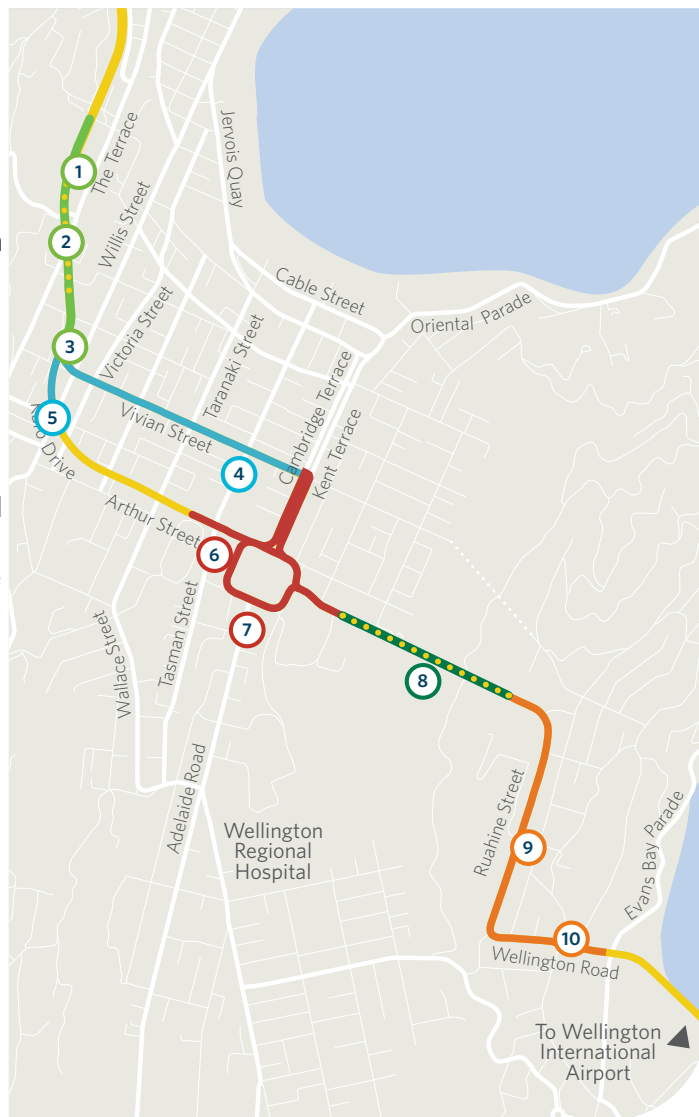 The Terrace
Jervois Quay
1
Willis Street
2
Cable Street
Oriental Parade
3
Victoria Street
Taranaki Street
Cambridge Terrace
Kent Terrace
5
Vivian Street
4
Drive
Arthur Street
6
7
Tasman Street
Wallace Street
8
Adelaide Road
Ruahine Street
Wellington
Regional
Hospital
9
Evans Bay Parade
10
Wellington Road
To Wellington
International
Airport